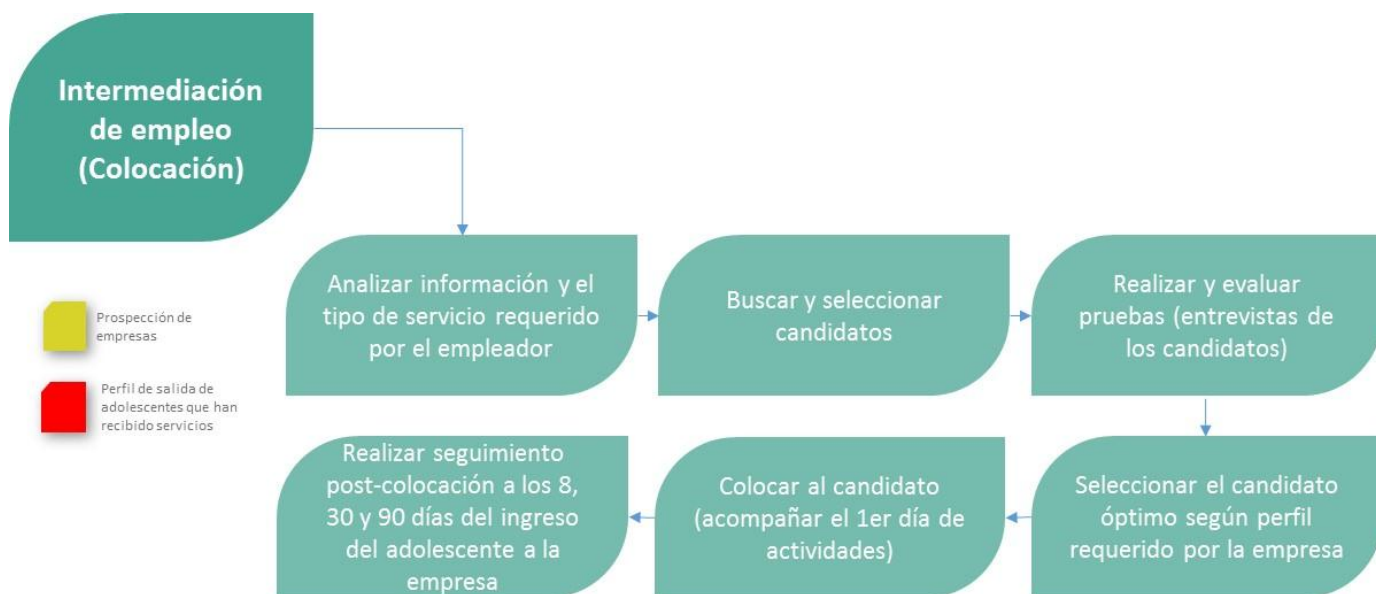 Intermediación
de empleo
(Colocación)
Analizar información y el
tipo de servicio requerido
por el empleador
Buscar y seleccionar
candidatos
Realizar y evaluar
pruebas (entrevistas de
los candidatos)
Prospección de
empresas
Perfil de salida de
adolescentes que han
recibido servicios
Seleccionar el candidato
óptimo según perfil
requerido por la empresa
Colocar al candidato
(acompañar el 1er día de
actividades)
Realizar seguimiento
post-colocación a los 8,
30 y 90 días del ingreso
del adolescente a la
empresa